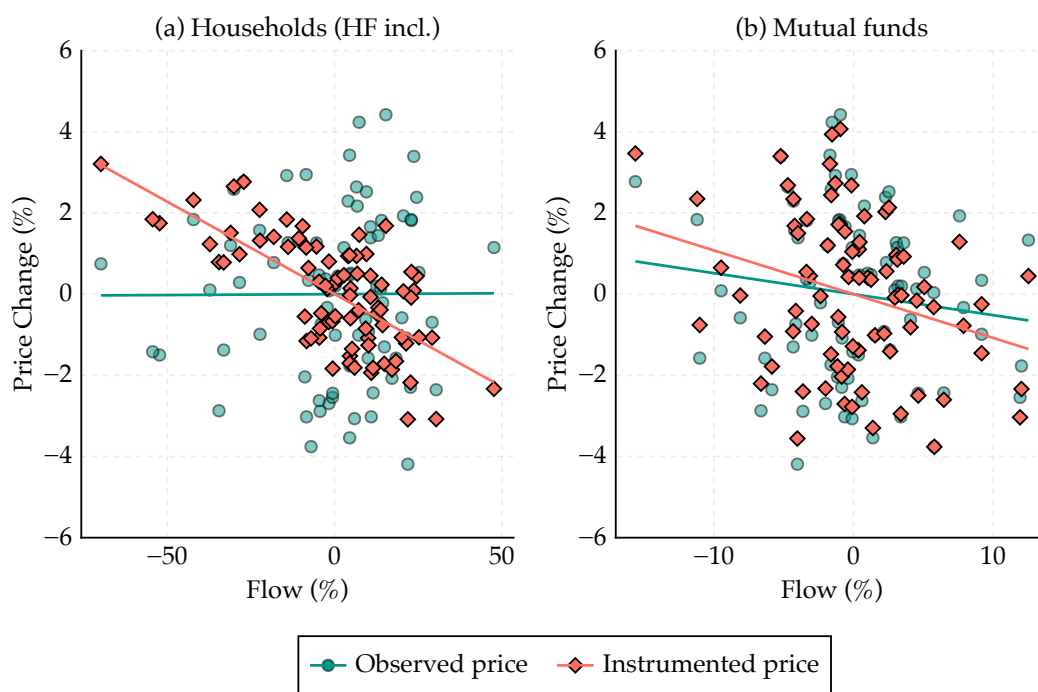 (a) Households (HF incl.)
6
4
2
0
−2
−4
−6
Price Change (%)
−50
0
50
Flow (%)
(b) Mutual funds
6
4
2
0
−2
−4
−6
Price Change (%)
−10
0
10
Flow (%)
Observed price
Instrumented price